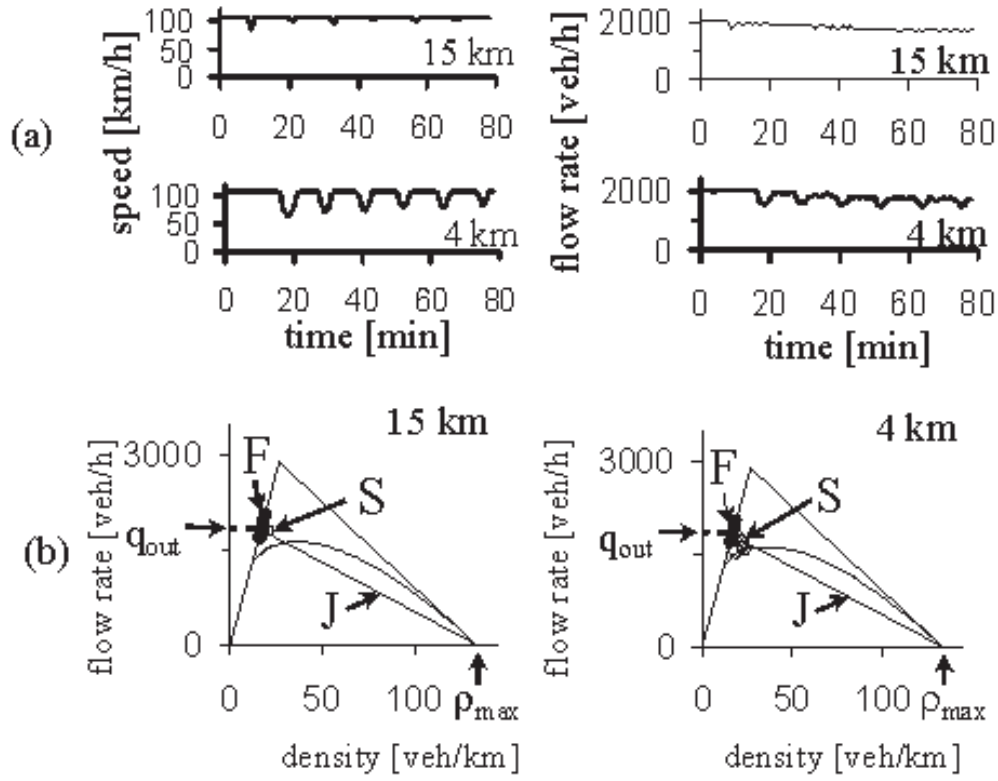 (a)
speed [km/h]
100
50
0
15 km
0 20 40 60 80
100
50
0
4 km
0 20 40 60 80
time [min]
flow rate [veh/h]
2000
0
15 km
0 20 40 60 80
2000
0
4 km
0 20 40 60 80
time [min]
(b)
15 km
flow rate [veh/h]
3000
F
S
q_out
J
0
0 50 100 ρ_max
density [veh/km]
4 km
flow rate [veh/h]
3000
F
S
q_out
J
0
0 50 100 ρ_max
density [veh/km]